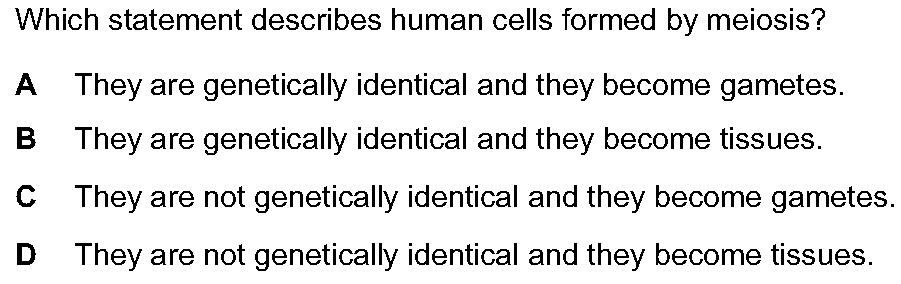 Which statement describes human cells formed by meiosis?
A They are genetically identical and they become gametes.
B They are genetically identical and they become tissues.
C They are not genetically identical and they become gametes.
D They are not genetically identical and they become tissues.